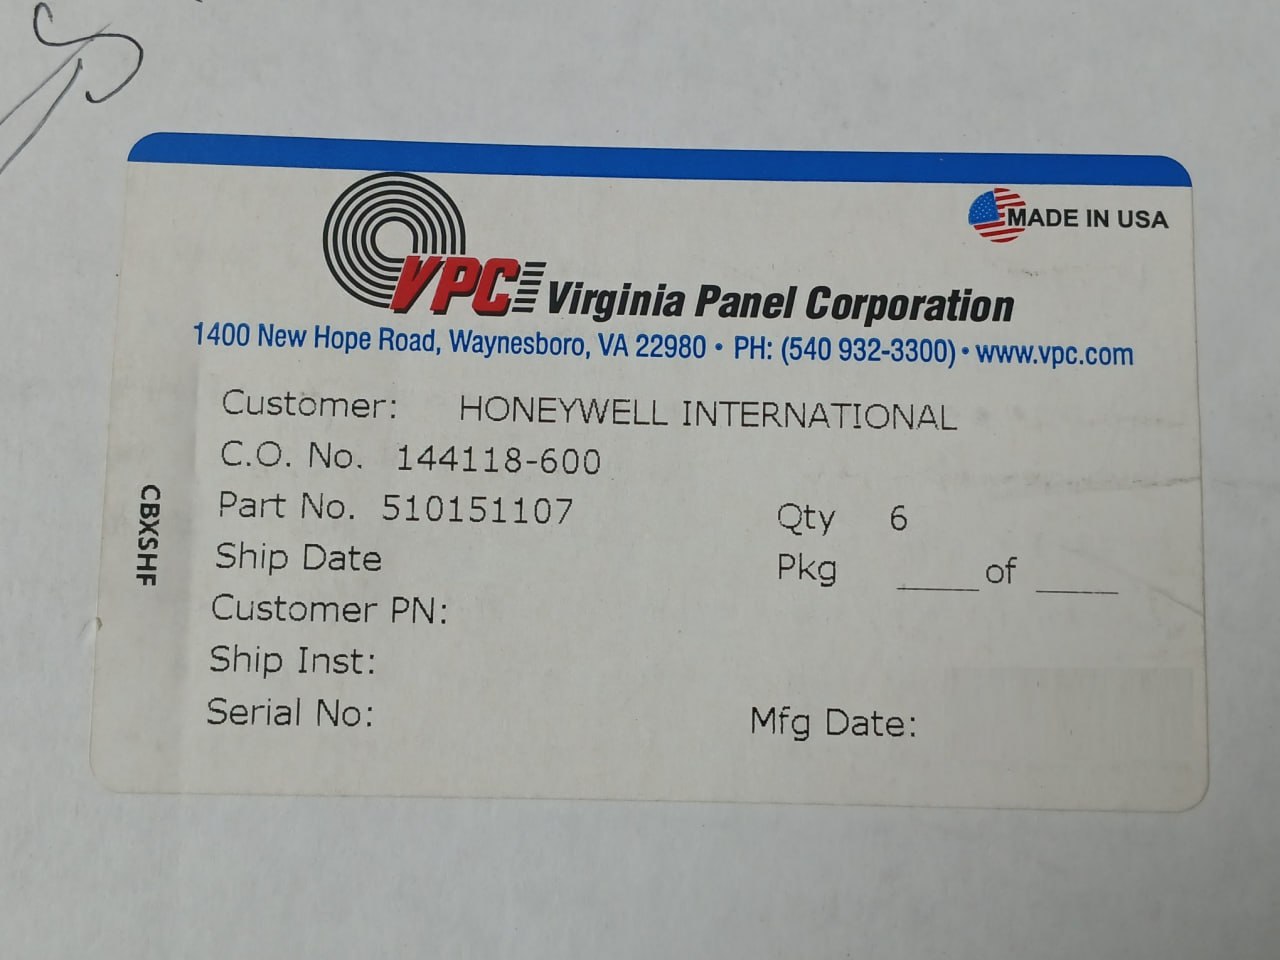 MADE IN USA
VPC Virginia Panel Corporation
1400 New Hope Road, Waynesboro, VA 22980 • PH: (540 932-3300) • www.vpc.com
Customer: HONEYWELL INTERNATIONAL
C.O. No. 144118-600
Part No. 510151107 Qty 6
Ship Date Pkg ____ of ____
Customer PN:
Ship Inst:
Serial No: Mfg Date:
CBXSHF